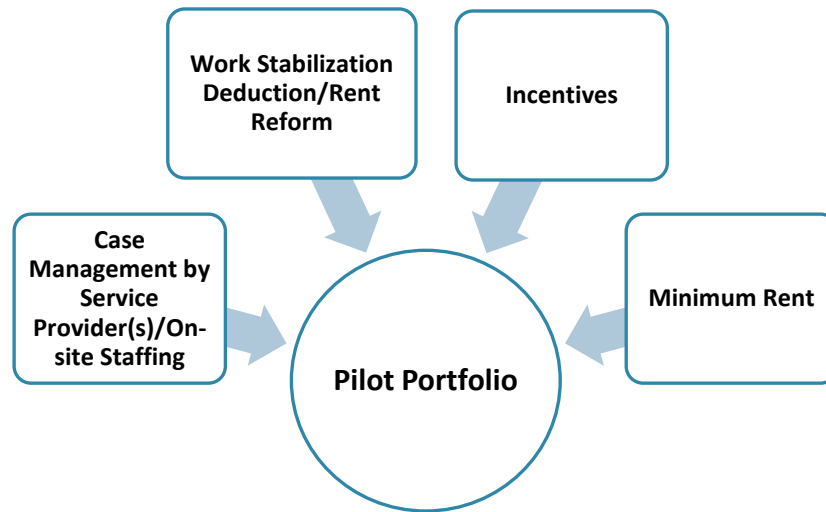 Work Stabilization
Deduction/Rent
Reform
Incentives
Case
Management by
Service
Provider(s)/On-
site Staffing
Minimum Rent
Pilot Portfolio